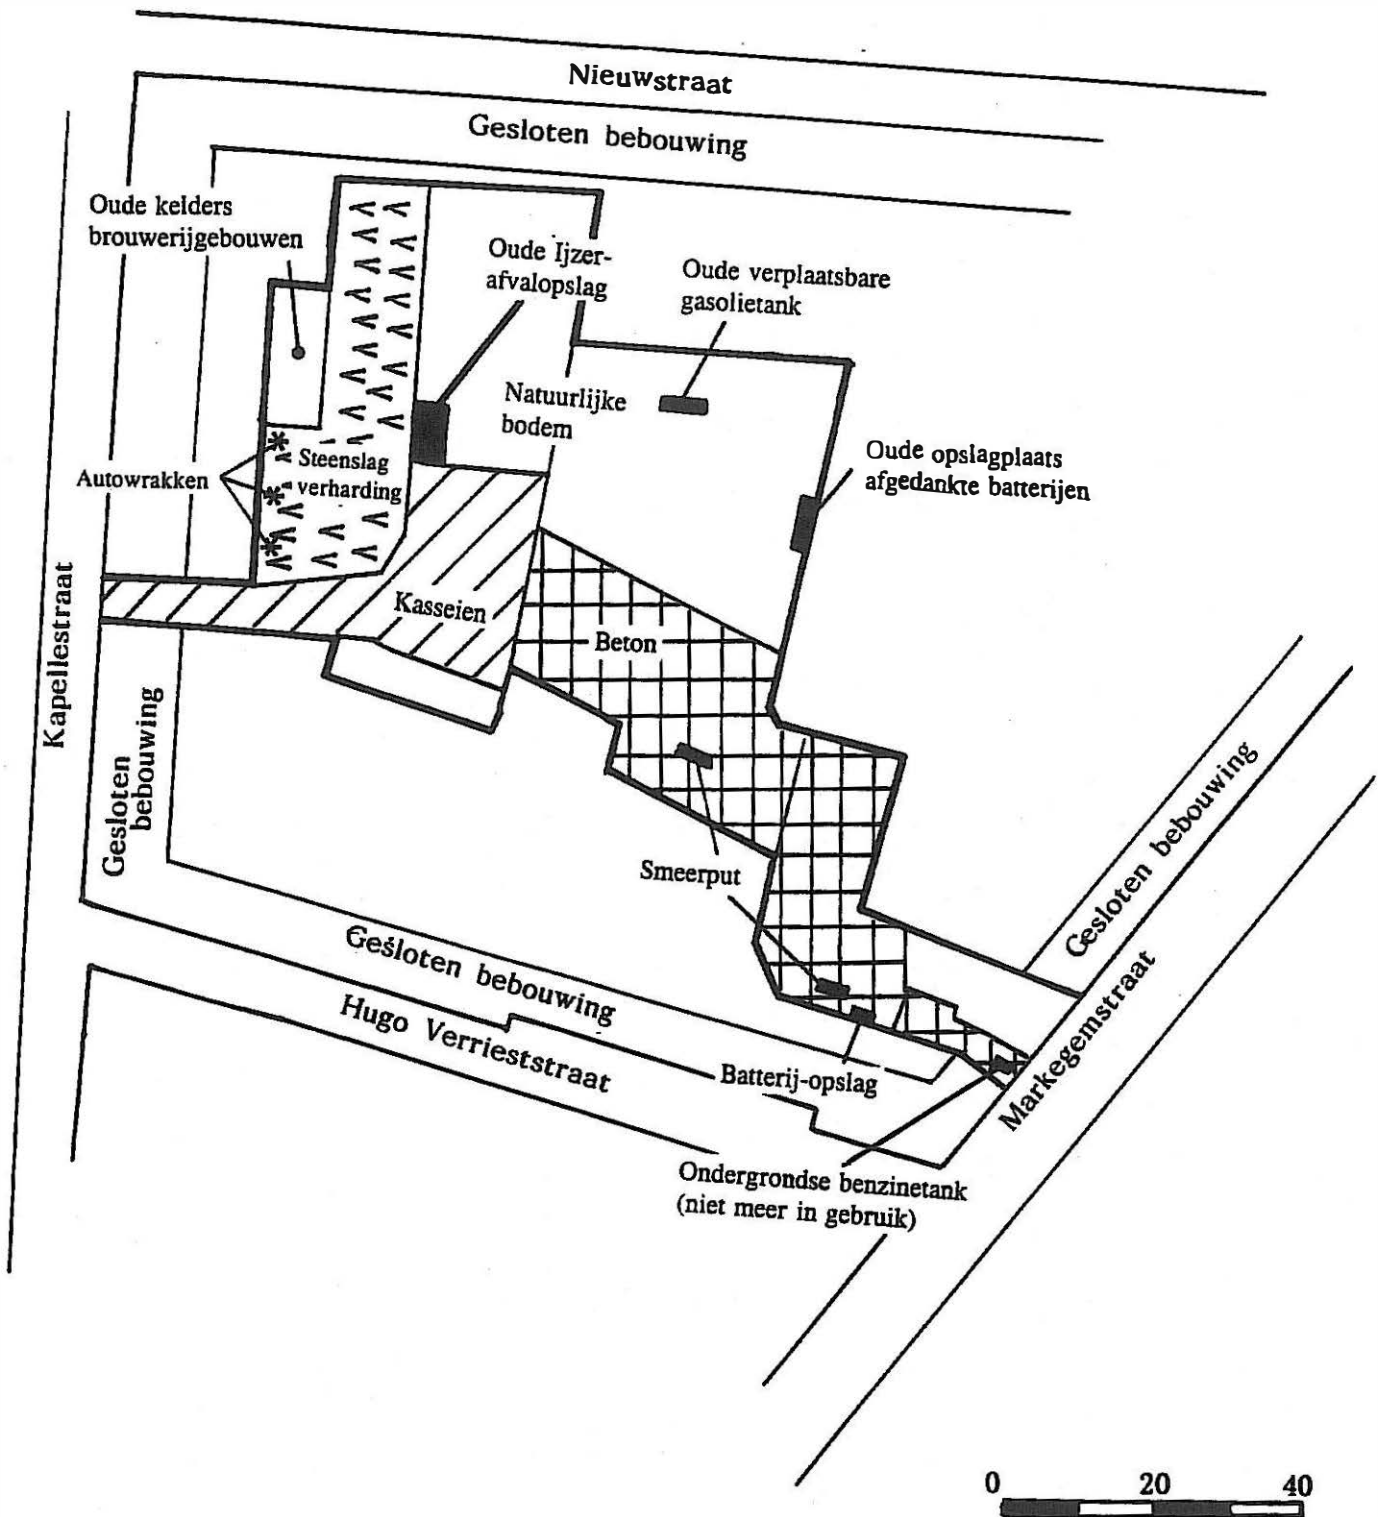 Nieuwstraat
Gesloten bebouwing
Oude kelders
brouwerijgebouwen
Oude Ijzer-
afvalopslag
Oude verplaatsbare
gasolietank
Natuurlijke
bodem
Oude opslagplaats
afgedankte batterijen
Autowrakken
Steenslag
verharding
Kapellestraat
Kasseien
Beton
Gesloten
bebouwing
Smeerput
Gesloten bebouwing
Gesloten bebouwing
Hugo Verrieststraat
Markegemstraat
Batterij-opslag
Ondergrondse benzinetank
(niet meer in gebruik)
0 20 40